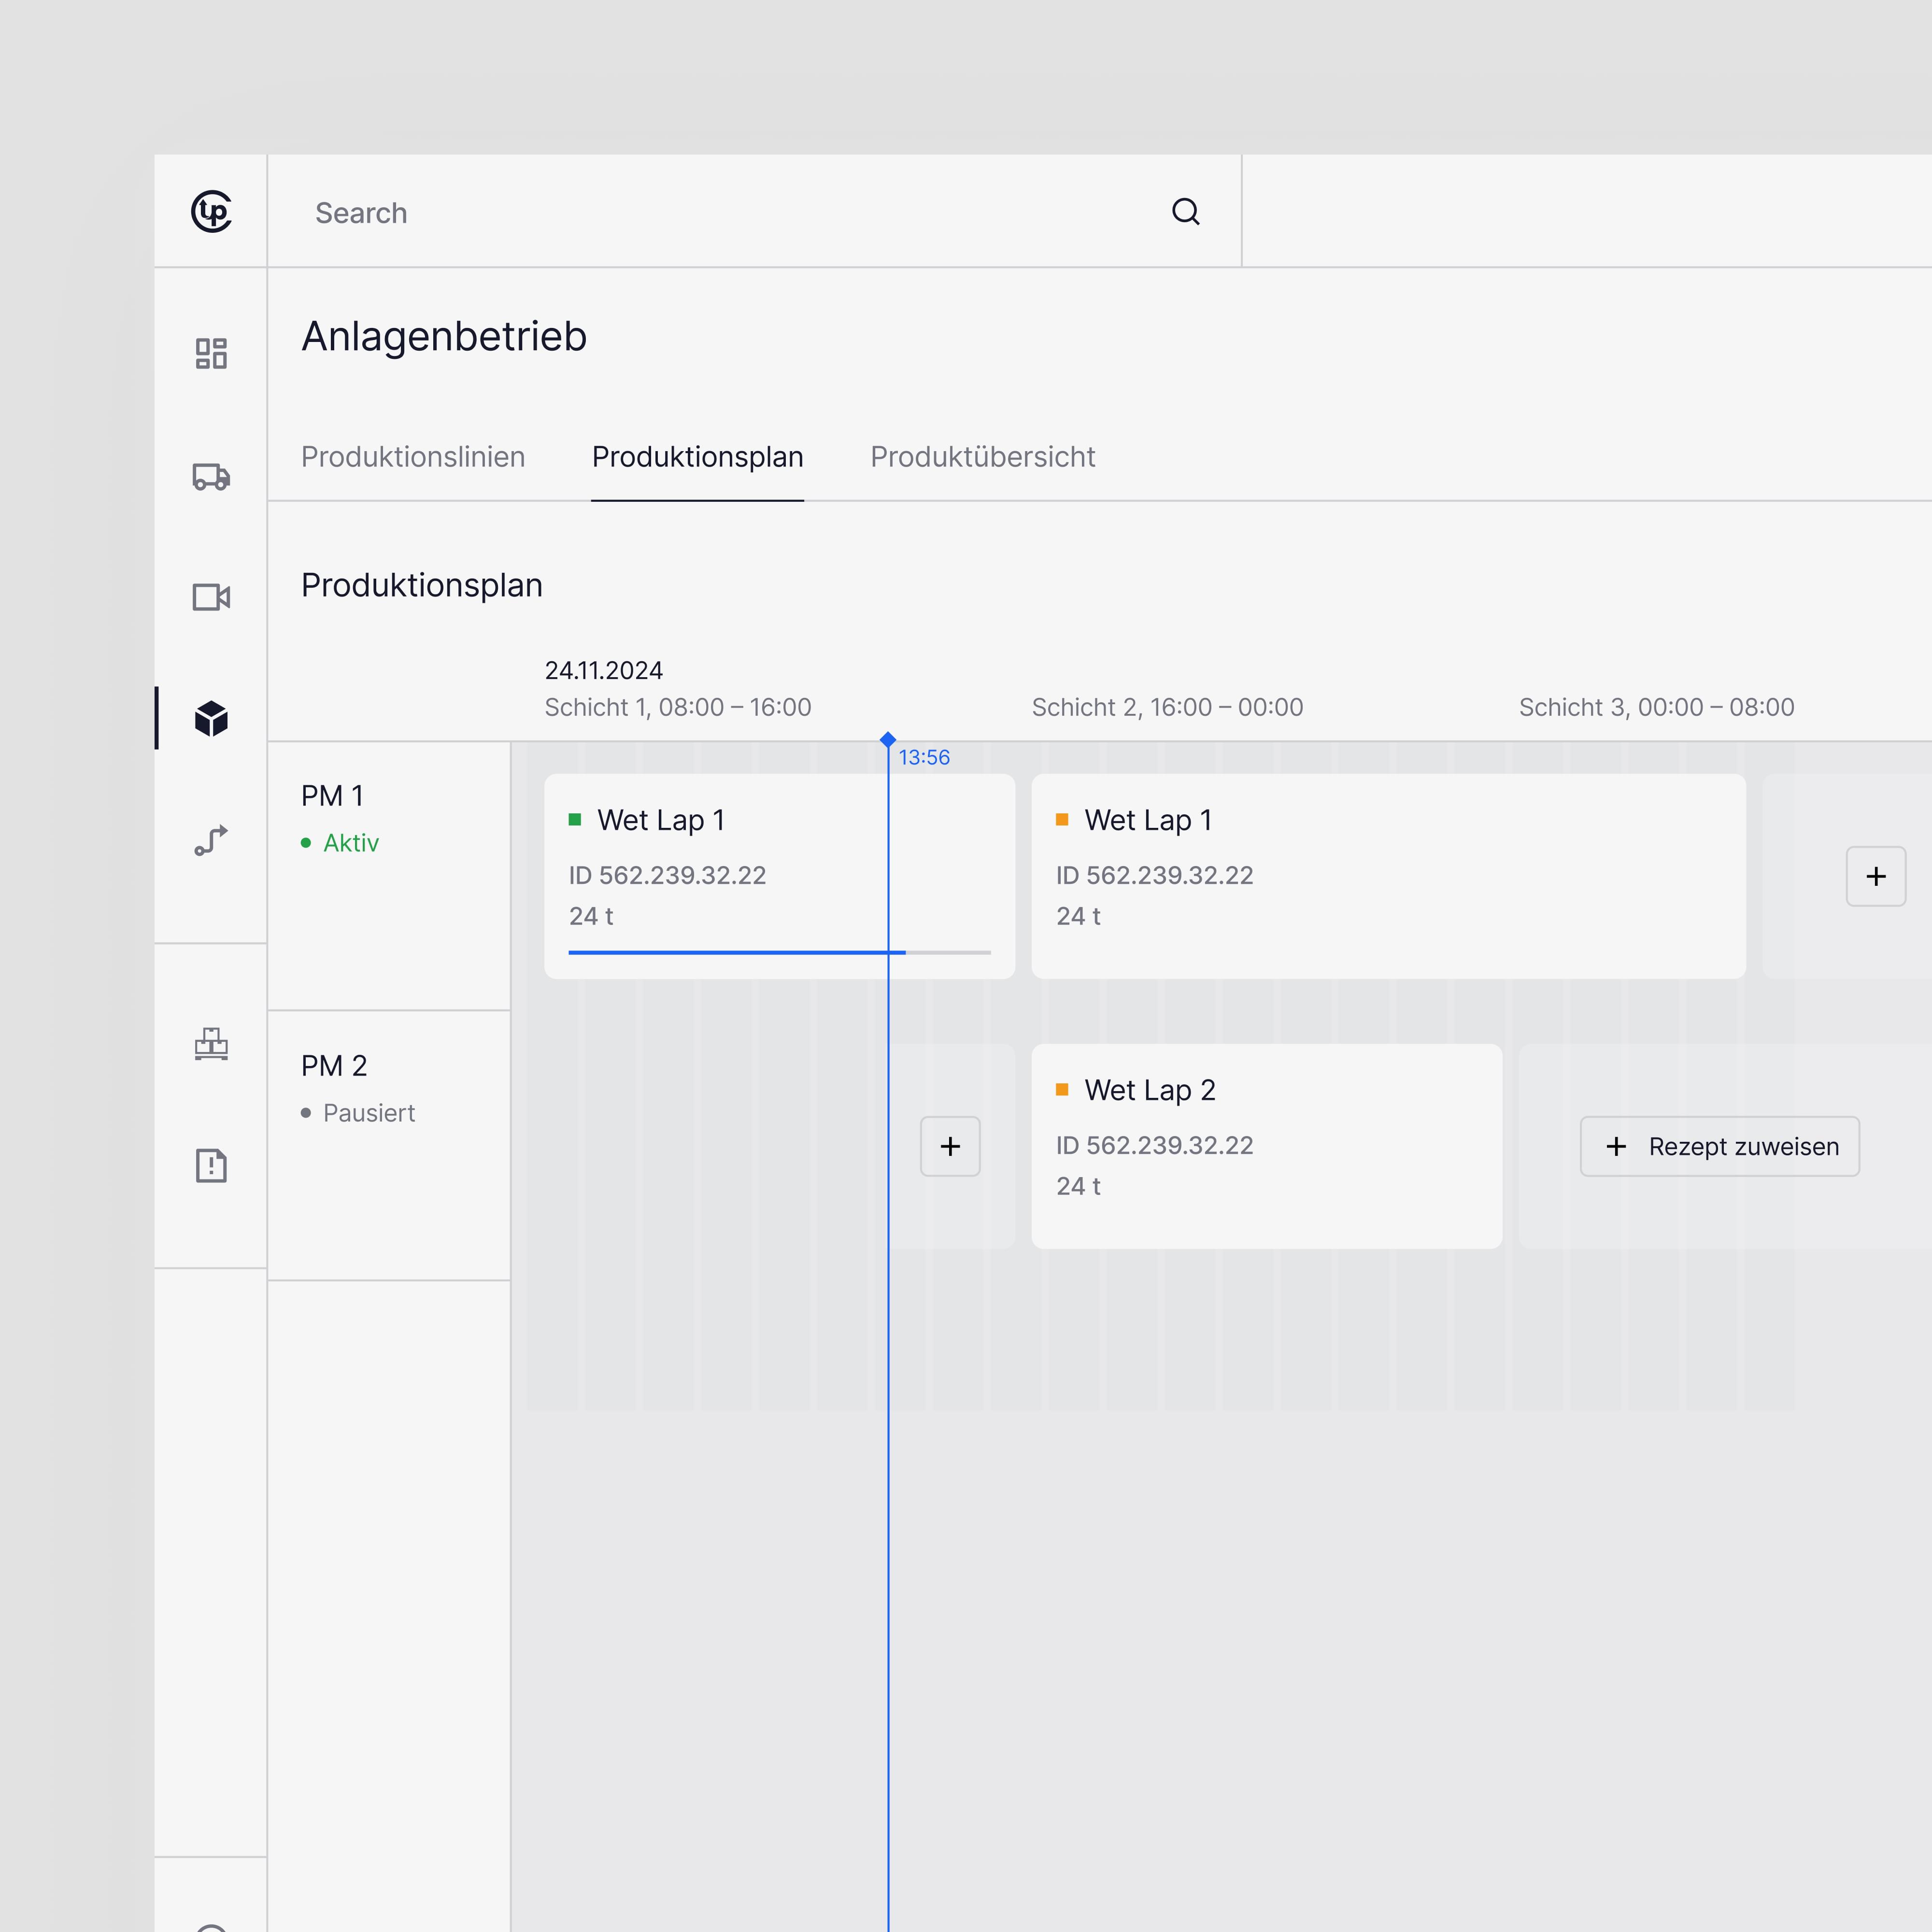 Search
Anlagenbetrieb
Produktionslinien Produktionsplan Produktübersicht
Produktionsplan
24.11.2024
Schicht 1, 08:00 – 16:00 Schicht 2, 16:00 – 00:00 Schicht 3, 00:00 – 08:00
13:56
PM 1
Aktiv
Wet Lap 1
ID 562.239.32.22
24 t
Wet Lap 1
ID 562.239.32.22
24 t
PM 2
Pausiert
Wet Lap 2
ID 562.239.32.22
24 t
Rezept zuweisen